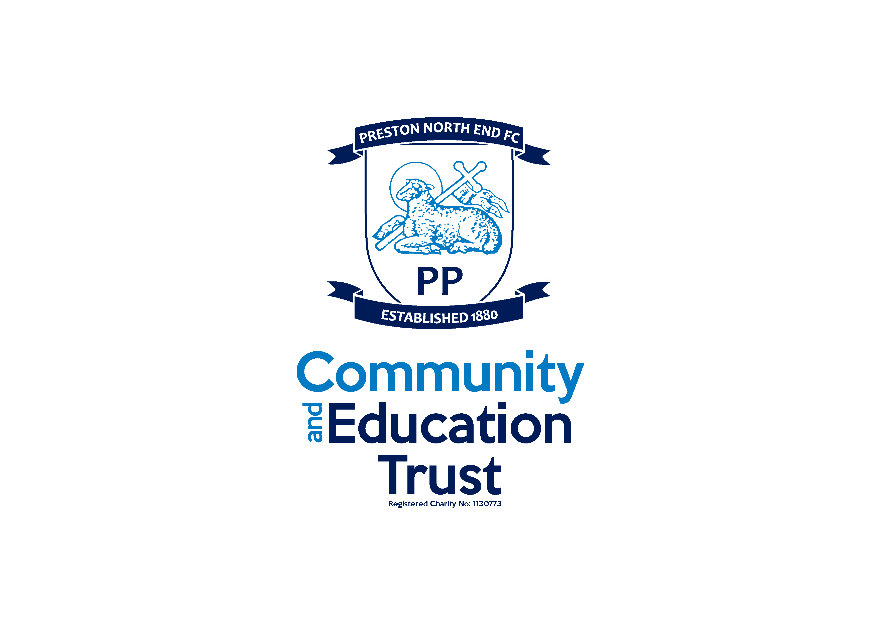 PRESTON NORTH END FC
PP
ESTABLISHED 1880
Community
and Education
Trust
Registered Charity No: 1130773